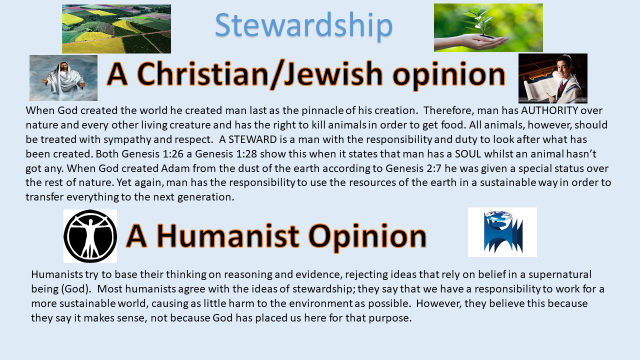 Stewardship
A Christian/Jewish opinion
When God created the world he created man last as the pinnacle of his creation. Therefore, man has AUTHORITY over
nature and every other living creature and has the right to kill animals in order to get food. All animals, however, should
be treated with sympathy and respect. A STEWARD is a man with the responsibility and duty to look after what has
been created. Both Genesis 1:26 a Genesis 1:28 show this when it states that man has a SOUL whilst an animal hasn't
got any. When God created Adam from the dust of the earth according to Genesis 2:7 he was given a special status over
the rest of nature. Yet again, man has the responsibility to use the resources of the earth in a sustainable way in order to
transfer everything to the next generation.
A Humanist Opinion
Humanists try to base their thinking on reasoning and evidence, rejecting ideas that rely on belief in a supernatural
being (God). Most humanists agree with the ideas of stewardship; they say that we have a responsibility to work for a
more sustainable world, causing as little harm to the environment as possible. However, they believe this because
they say it makes sense, not because God has placed us here for that purpose.